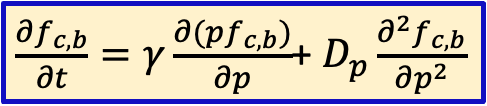 ∂f_{c,b}/∂t = γ ∂(pf_{c,b})/∂p + D_p ∂²f_{c,b}/∂p²